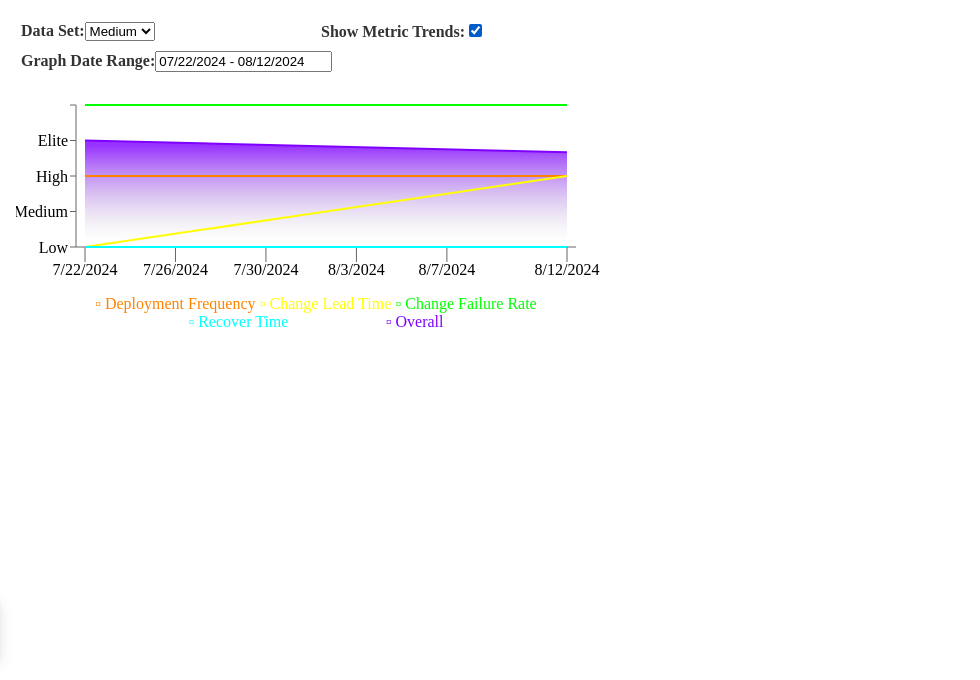 Data Set: Medium Show Metric Trends:
Graph Date Range: 07/22/2024 - 08/12/2024
Elite
High
Medium
Low
7/22/2024 7/26/2024 7/30/2024 8/3/2024 8/7/2024 8/12/2024
Deployment Frequency Change Lead Time Change Failure Rate
Recover Time Overall